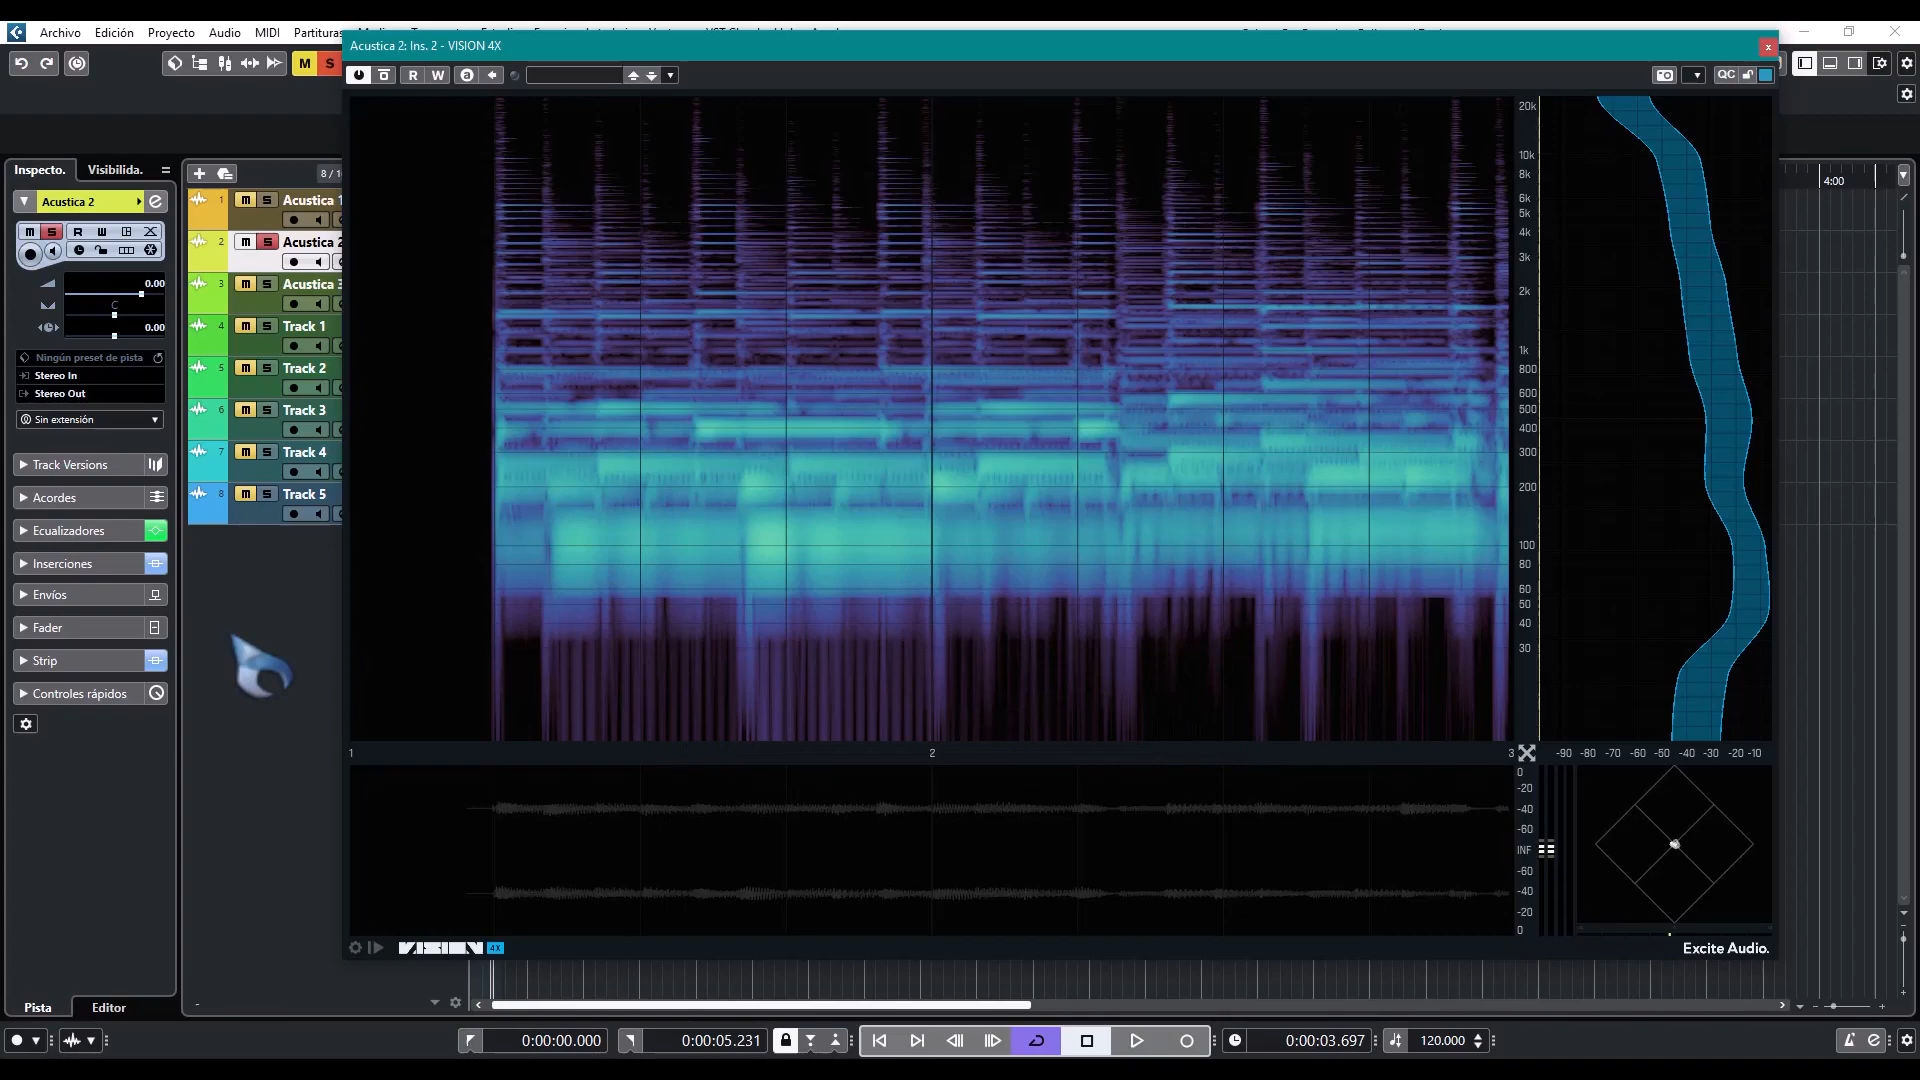 Archivo Edición Proyecto Audio MIDI Partituras
Acustica 2: Ins. 2 - VISION 4X
M S
R W a
QC
Inspecto. Visibilida.
8 / 1
Acustica 2
M S R W
0.00
C
0.00
Ningún preset de pista
Stereo In
Stereo Out
Sin extensión
Track Versions
Acordes
Ecualizadores
Inserciones
Envíos
Fader
Strip
Controles rápidos
1 m S Acustica 1
2 m S Acustica 2
3 m S Acustica 3
4 m S Track 1
5 m S Track 2
6 m S Track 3
7 m S Track 4
8 m S Track 5
20k
10k
8k
6k
5k
4k
3k
2k
1k
800
600
500
400
300
200
100
80
60
50
40
30
4:00
1 2 3
-90 -80 -70 -60 -50 -40 -30 -20 -10
0
-20
-40
-60
INF
-60
-40
-20
0
VISION 4X
Excite Audio.
Pista Editor
-
0:00:00.000 0:00:05.231 0:00:03.697 120.000